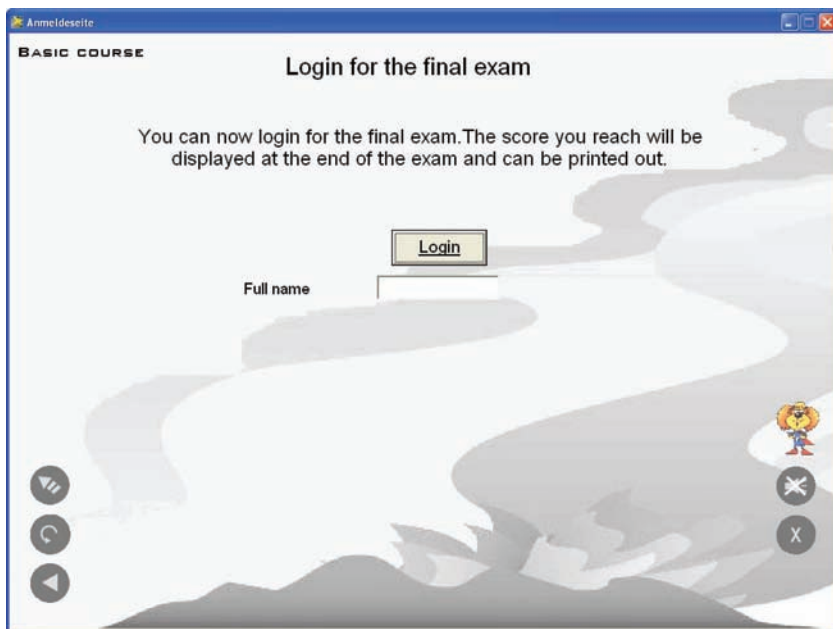 Anmeldeseite
BASIC COURSE
Login for the final exam
You can now login for the final exam.The score you reach will be
displayed at the end of the exam and can be printed out.
Login
Full name
X